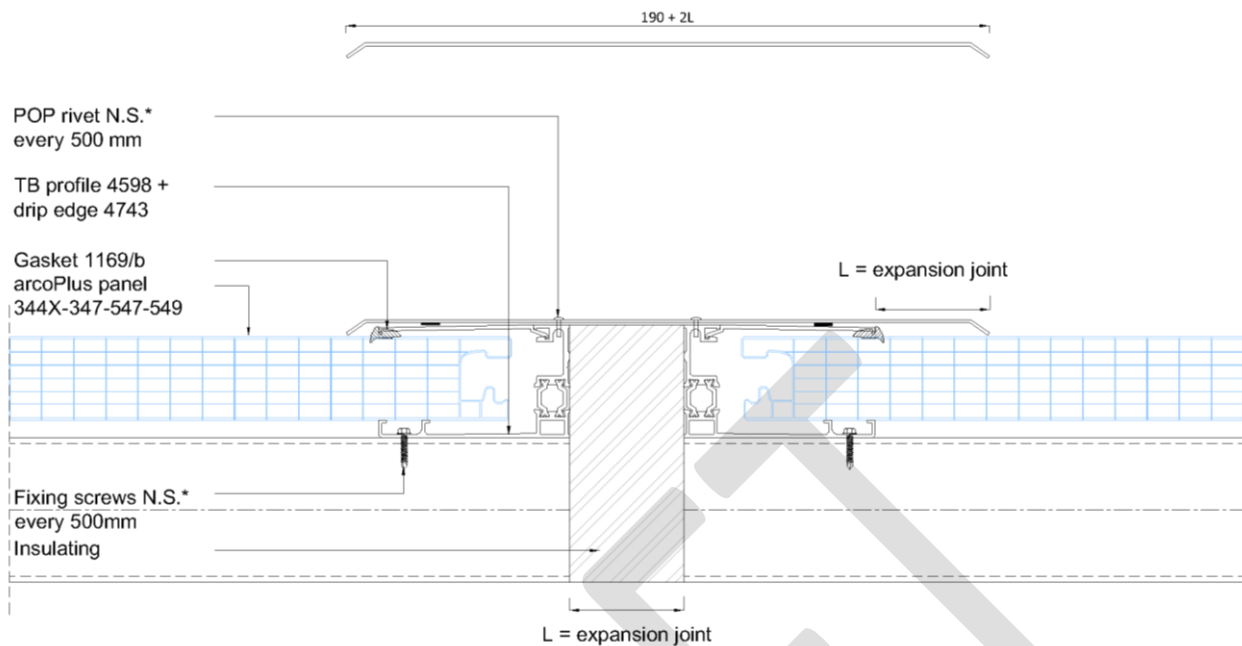 190 + 2L
POP rivet N.S.*
every 500 mm
TB profile 4598 +
drip edge 4743
Gasket 1169/b
arcoPlus panel
344X-347-547-549
L = expansion joint
Fixing screws N.S.*
every 500mm
Insulating
L = expansion joint